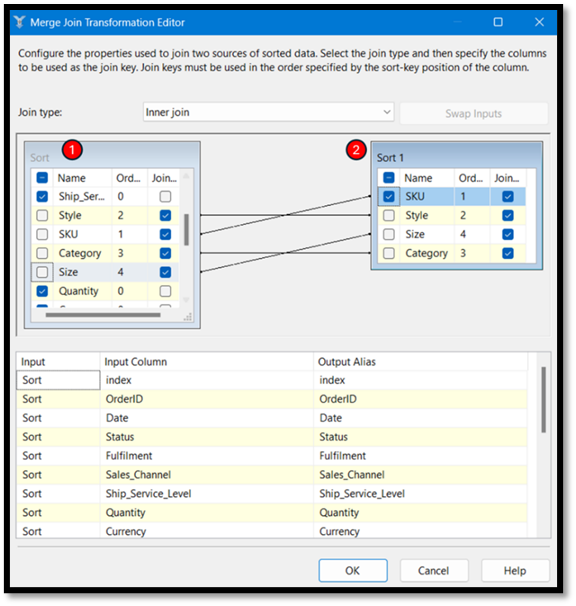 Merge Join Transformation Editor
Configure the properties used to join two sources of sorted data. Select the join type and then specify the columns
to be used as the join key. Join keys must be used in the order specified by the sort-key position of the column.
Join type: Inner join Swap Inputs
Sort 1
Name Ord... Join...
Ship_Ser... 0
Style 2
SKU 1
Category 3
Size 4
Quantity 0
2 Sort 1
Name Ord... Join...
SKU 1
Style 2
Size 4
Category 3
Input Input Column Output Alias
Sort index index
Sort OrderID OrderID
Sort Date Date
Sort Status Status
Sort Fulfilment Fulfilment
Sort Sales_Channel Sales_Channel
Sort Ship_Service_Level Ship_Service_Level
Sort Quantity Quantity
Sort Currency Currency
OK Cancel Help